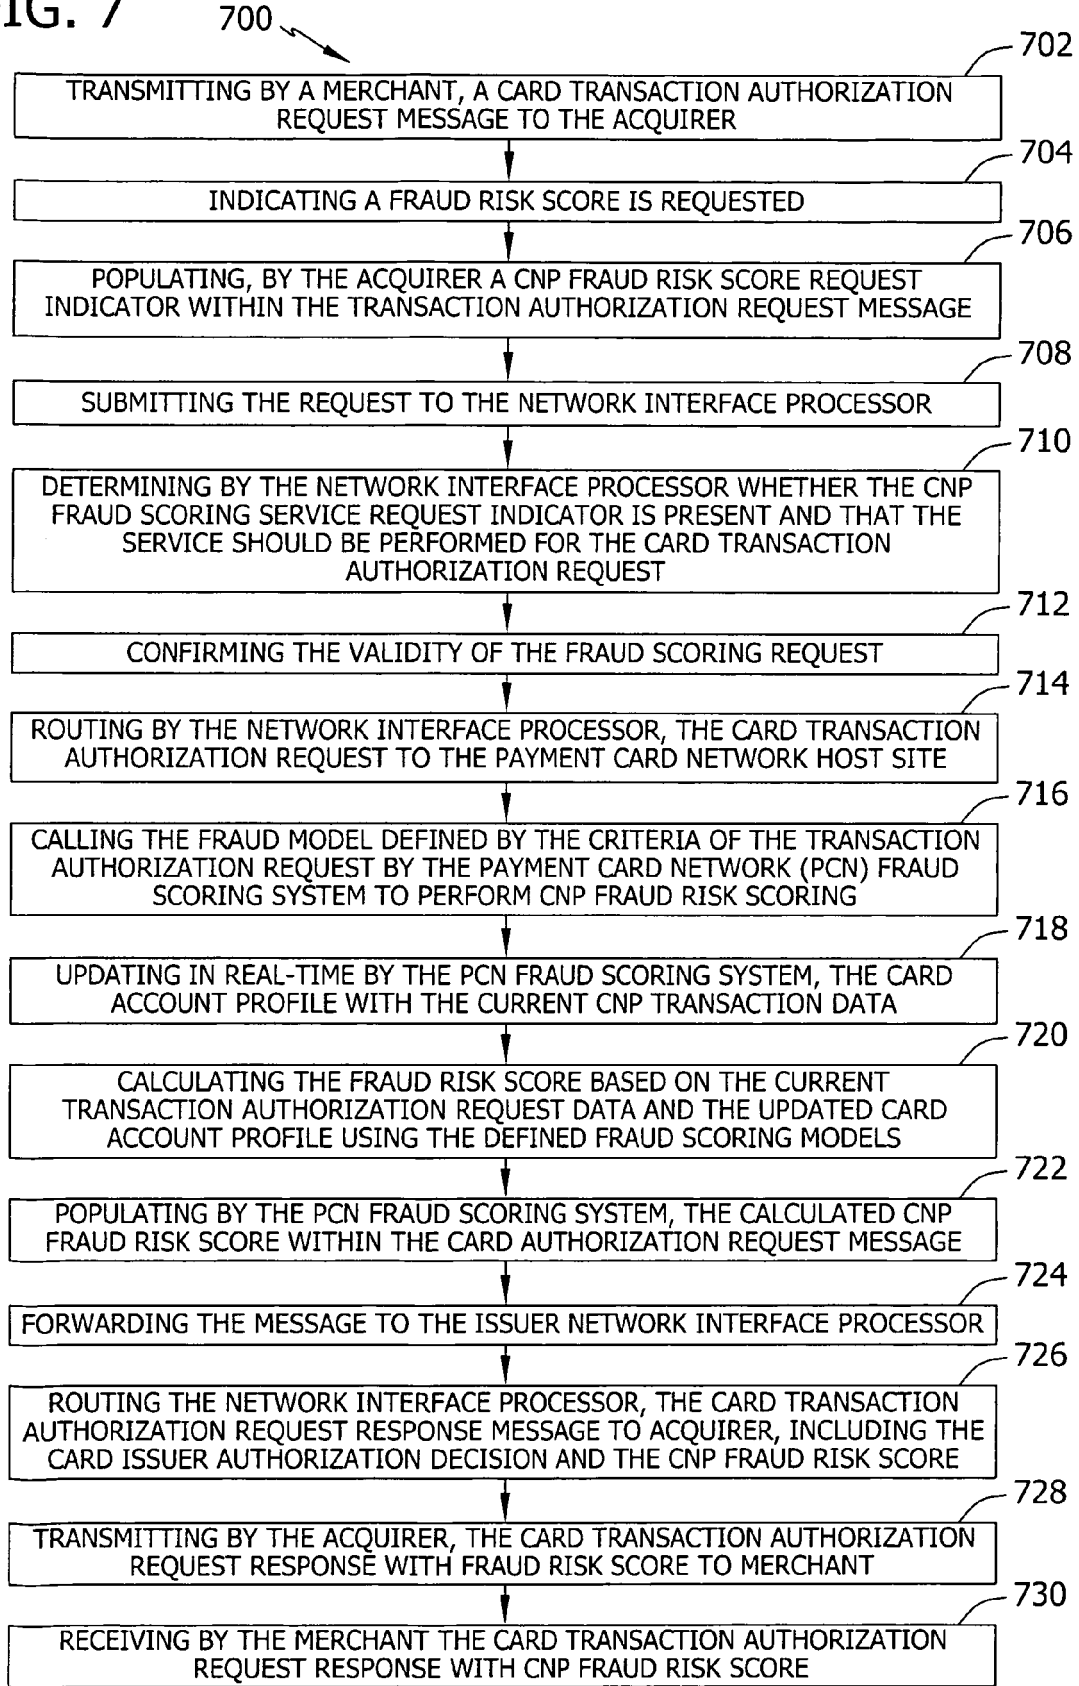 FIG. 7
700
702
TRANSMITTING BY A MERCHANT, A CARD TRANSACTION AUTHORIZATION
REQUEST MESSAGE TO THE ACQUIRER
704
INDICATING A FRAUD RISK SCORE IS REQUESTED
706
POPULATING, BY THE ACQUIRER A CNP FRAUD RISK SCORE REQUEST
INDICATOR WITHIN THE TRANSACTION AUTHORIZATION REQUEST MESSAGE
708
SUBMITTING THE REQUEST TO THE NETWORK INTERFACE PROCESSOR
710
DETERMINING BY THE NETWORK INTERFACE PROCESSOR WHETHER THE CNP
FRAUD SCORING SERVICE REQUEST INDICATOR IS PRESENT AND THAT THE
SERVICE SHOULD BE PERFORMED FOR THE CARD TRANSACTION
AUTHORIZATION REQUEST
712
CONFIRMING THE VALIDITY OF THE FRAUD SCORING REQUEST
714
ROUTING BY THE NETWORK INTERFACE PROCESSOR, THE CARD TRANSACTION
AUTHORIZATION REQUEST TO THE PAYMENT CARD NETWORK HOST SITE
716
CALLING THE FRAUD MODEL DEFINED BY THE CRITERIA OF THE TRANSACTION
AUTHORIZATION REQUEST BY THE PAYMENT CARD NETWORK (PCN) FRAUD
SCORING SYSTEM TO PERFORM CNP FRAUD RISK SCORING
718
UPDATING IN REAL-TIME BY THE PCN FRAUD SCORING SYSTEM, THE CARD
ACCOUNT PROFILE WITH THE CURRENT CNP TRANSACTION DATA
720
CALCULATING THE FRAUD RISK SCORE BASED ON THE CURRENT
TRANSACTION AUTHORIZATION REQUEST DATA AND THE UPDATED CARD
ACCOUNT PROFILE USING THE DEFINED FRAUD SCORING MODELS
722
POPULATING BY THE PCN FRAUD SCORING SYSTEM, THE CALCULATED CNP
FRAUD RISK SCORE WITHIN THE CARD AUTHORIZATION REQUEST MESSAGE
724
FORWARDING THE MESSAGE TO THE ISSUER NETWORK INTERFACE PROCESSOR
726
ROUTING THE NETWORK INTERFACE PROCESSOR, THE CARD TRANSACTION
AUTHORIZATION REQUEST RESPONSE MESSAGE TO ACQUIRER, INCLUDING THE
CARD ISSUER AUTHORIZATION DECISION AND THE CNP FRAUD RISK SCORE
728
TRANSMITTING BY THE ACQUIRER, THE CARD TRANSACTION AUTHORIZATION
REQUEST RESPONSE WITH FRAUD RISK SCORE TO MERCHANT
730
RECEIVING BY THE MERCHANT THE CARD TRANSACTION AUTHORIZATION
REQUEST RESPONSE WITH CNP FRAUD RISK SCORE